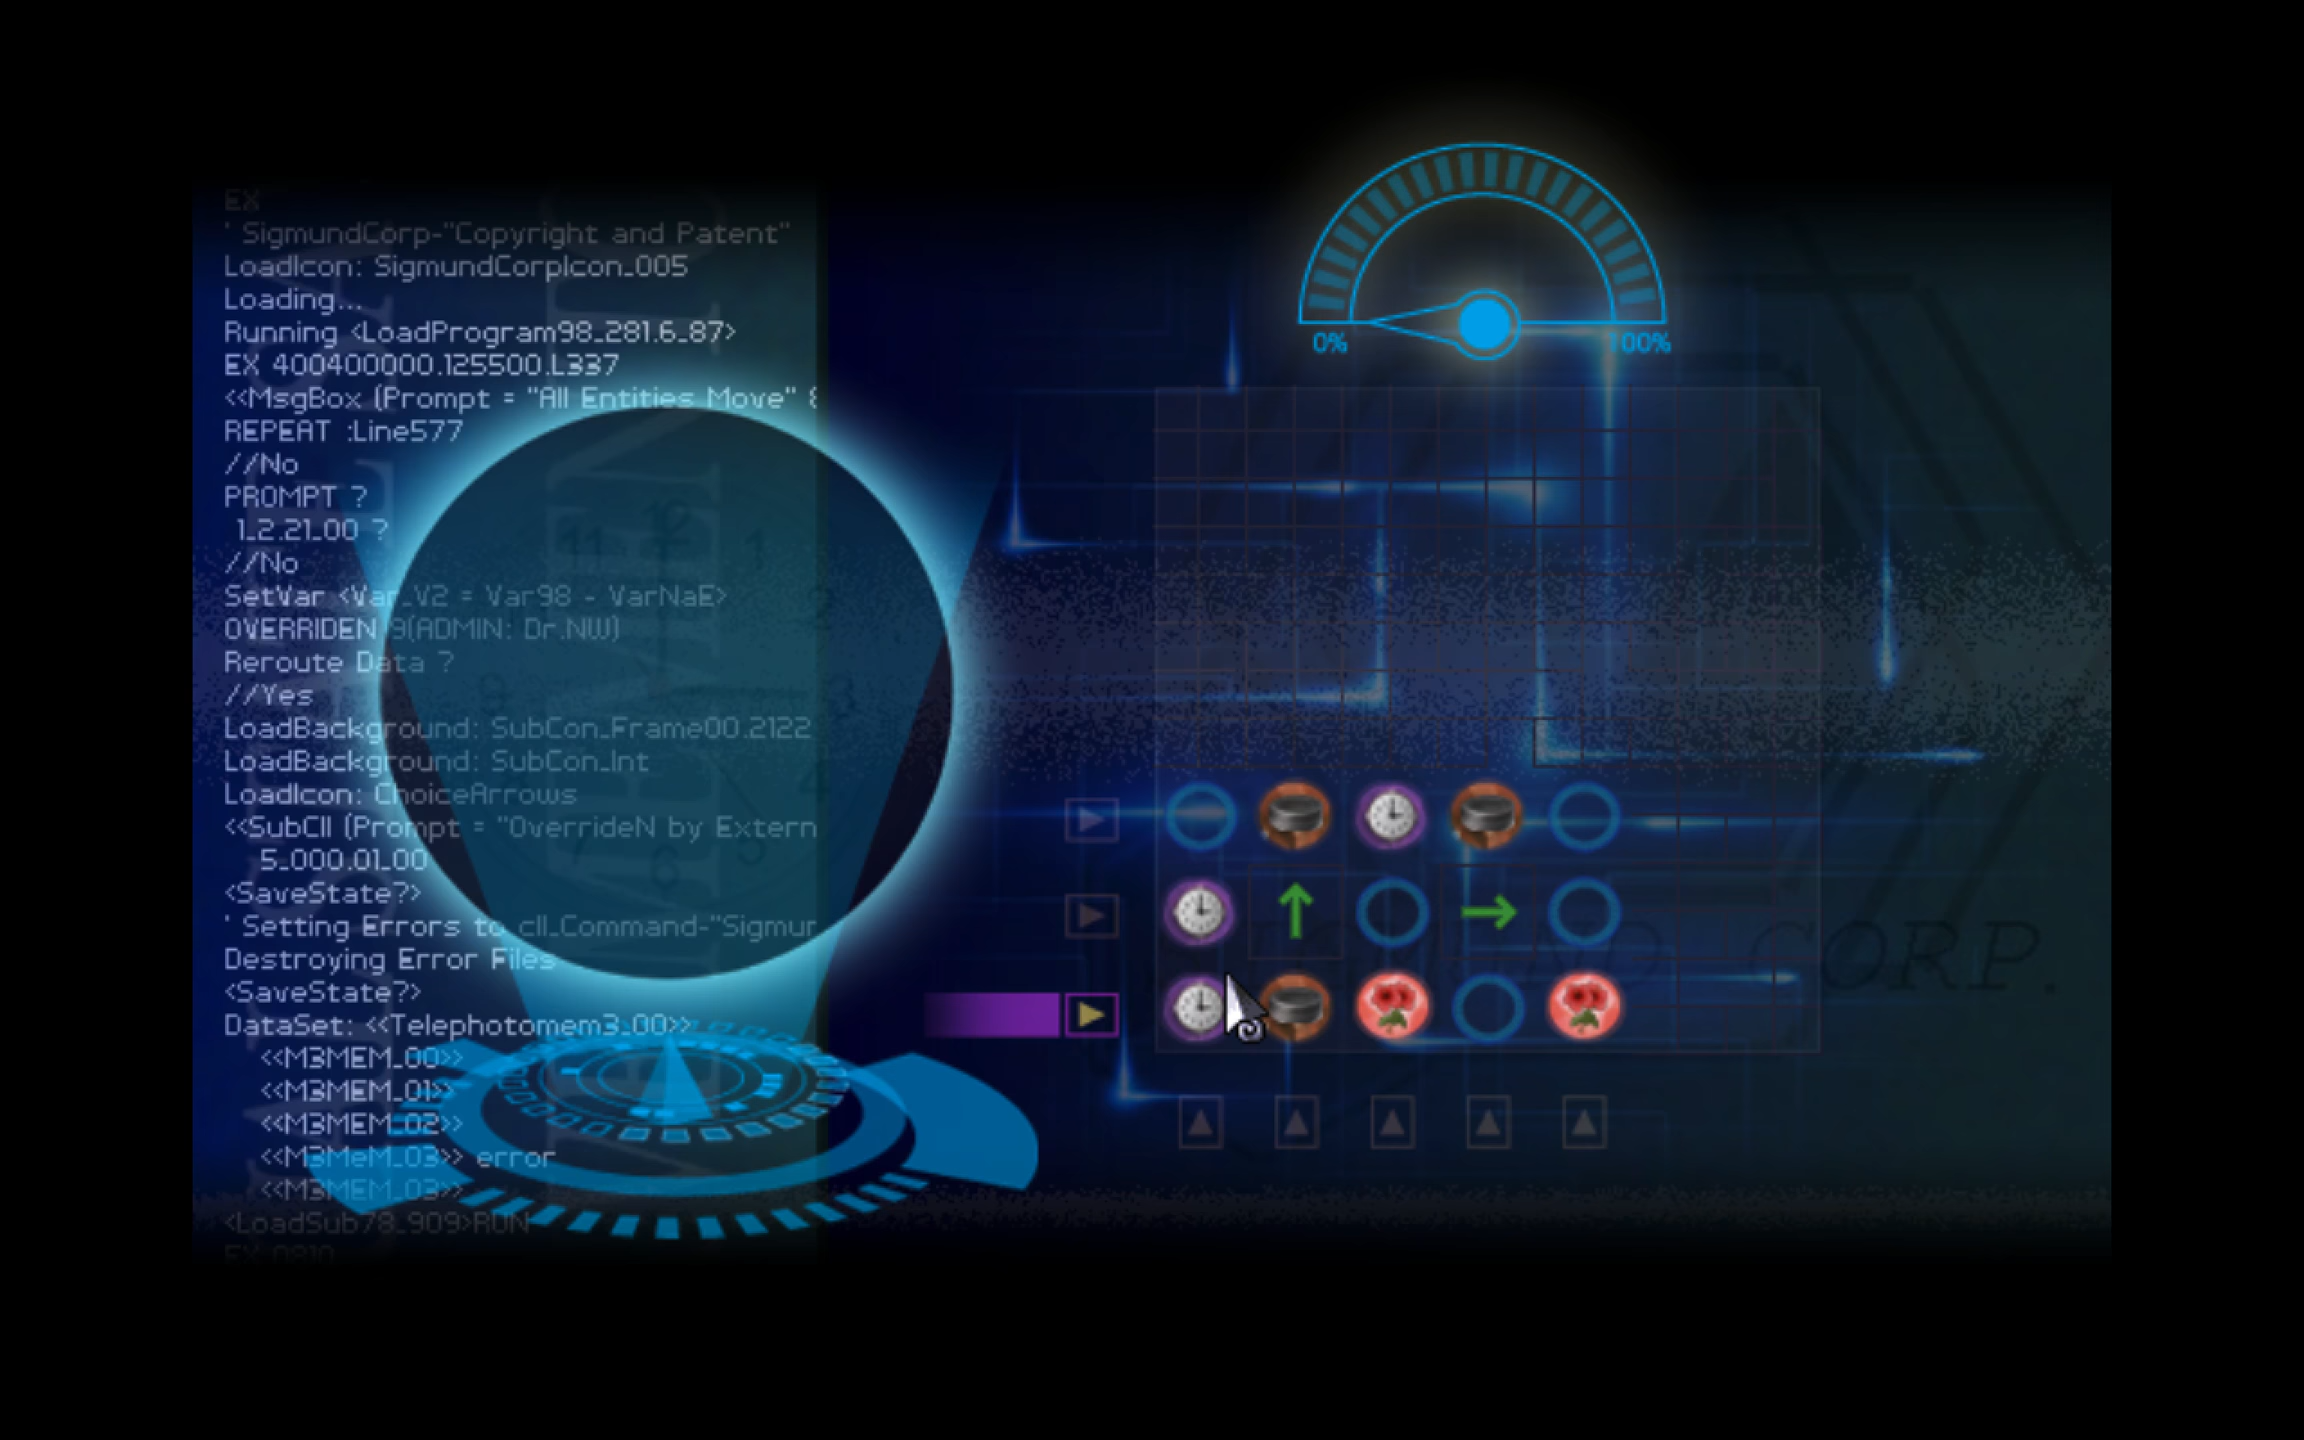 EX
' SigmundCorp-"Copyright and Patent"
LoadIcon: SigmundCorpIcon_005
Loading...
Running <LoadProgram98_281.6_87>
EX 400400000.125500.L337
<<MsgBox (Prompt = "All Entities Move" &
REPEAT :Line577
//No
PROMPT ?
1.2.21.00 ?
//No
SetVar <Var_V2 = Var98 - VarNaE>
OVERRIDEN 9(ADMIN: Dr.NW)
Reroute Data ?
//Yes
LoadBackground: SubCon_Frame00.2122
LoadBackground: SubCon_Int
LoadIcon: ChoiceArrows
<<SubCll (Prompt = "OverrideN by Extern
5_000.01_00
<SaveState?>
' Setting Errors to cll_Command-"Sigmur
Destroying Error Files
<SaveState?>
DataSet: <<Telephotomem3.00>>
<<M3MEM_00>>
<<M3MEM_01>>
<<M3MEM_02>>
<<M3MeM_03>> error
<<M3MEM_03>>
<LoadSub78_909>RUN
EX 0910
0% 100%
CORP.